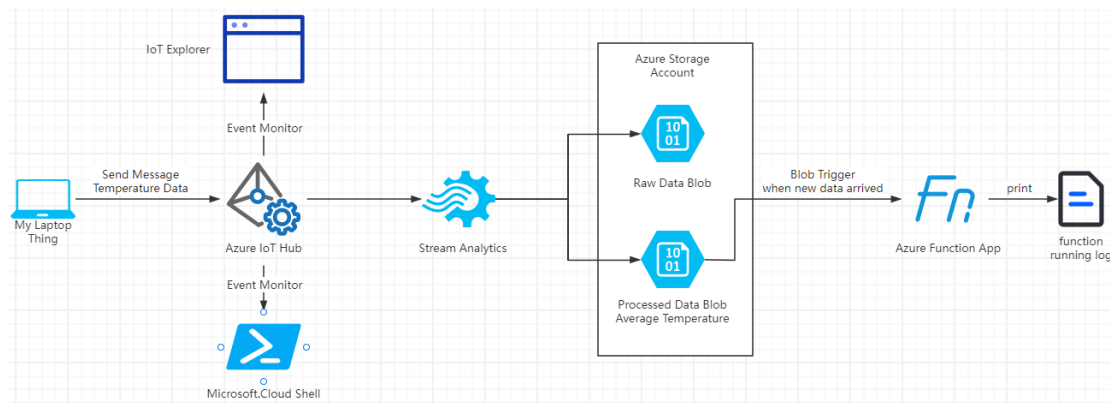 IoT Explorer
Event Monitor
Send Message
Temperature Data
My Laptop
Thing
Azure IoT Hub
Event Monitor
Microsoft.Cloud Shell
Stream Analytics
Azure Storage
Account
10
01
Raw Data Blob
10
01
Processed Data Blob
Average Temperature
Blob Trigger
when new data arrived
Fn
Azure Function App
print
function
running log